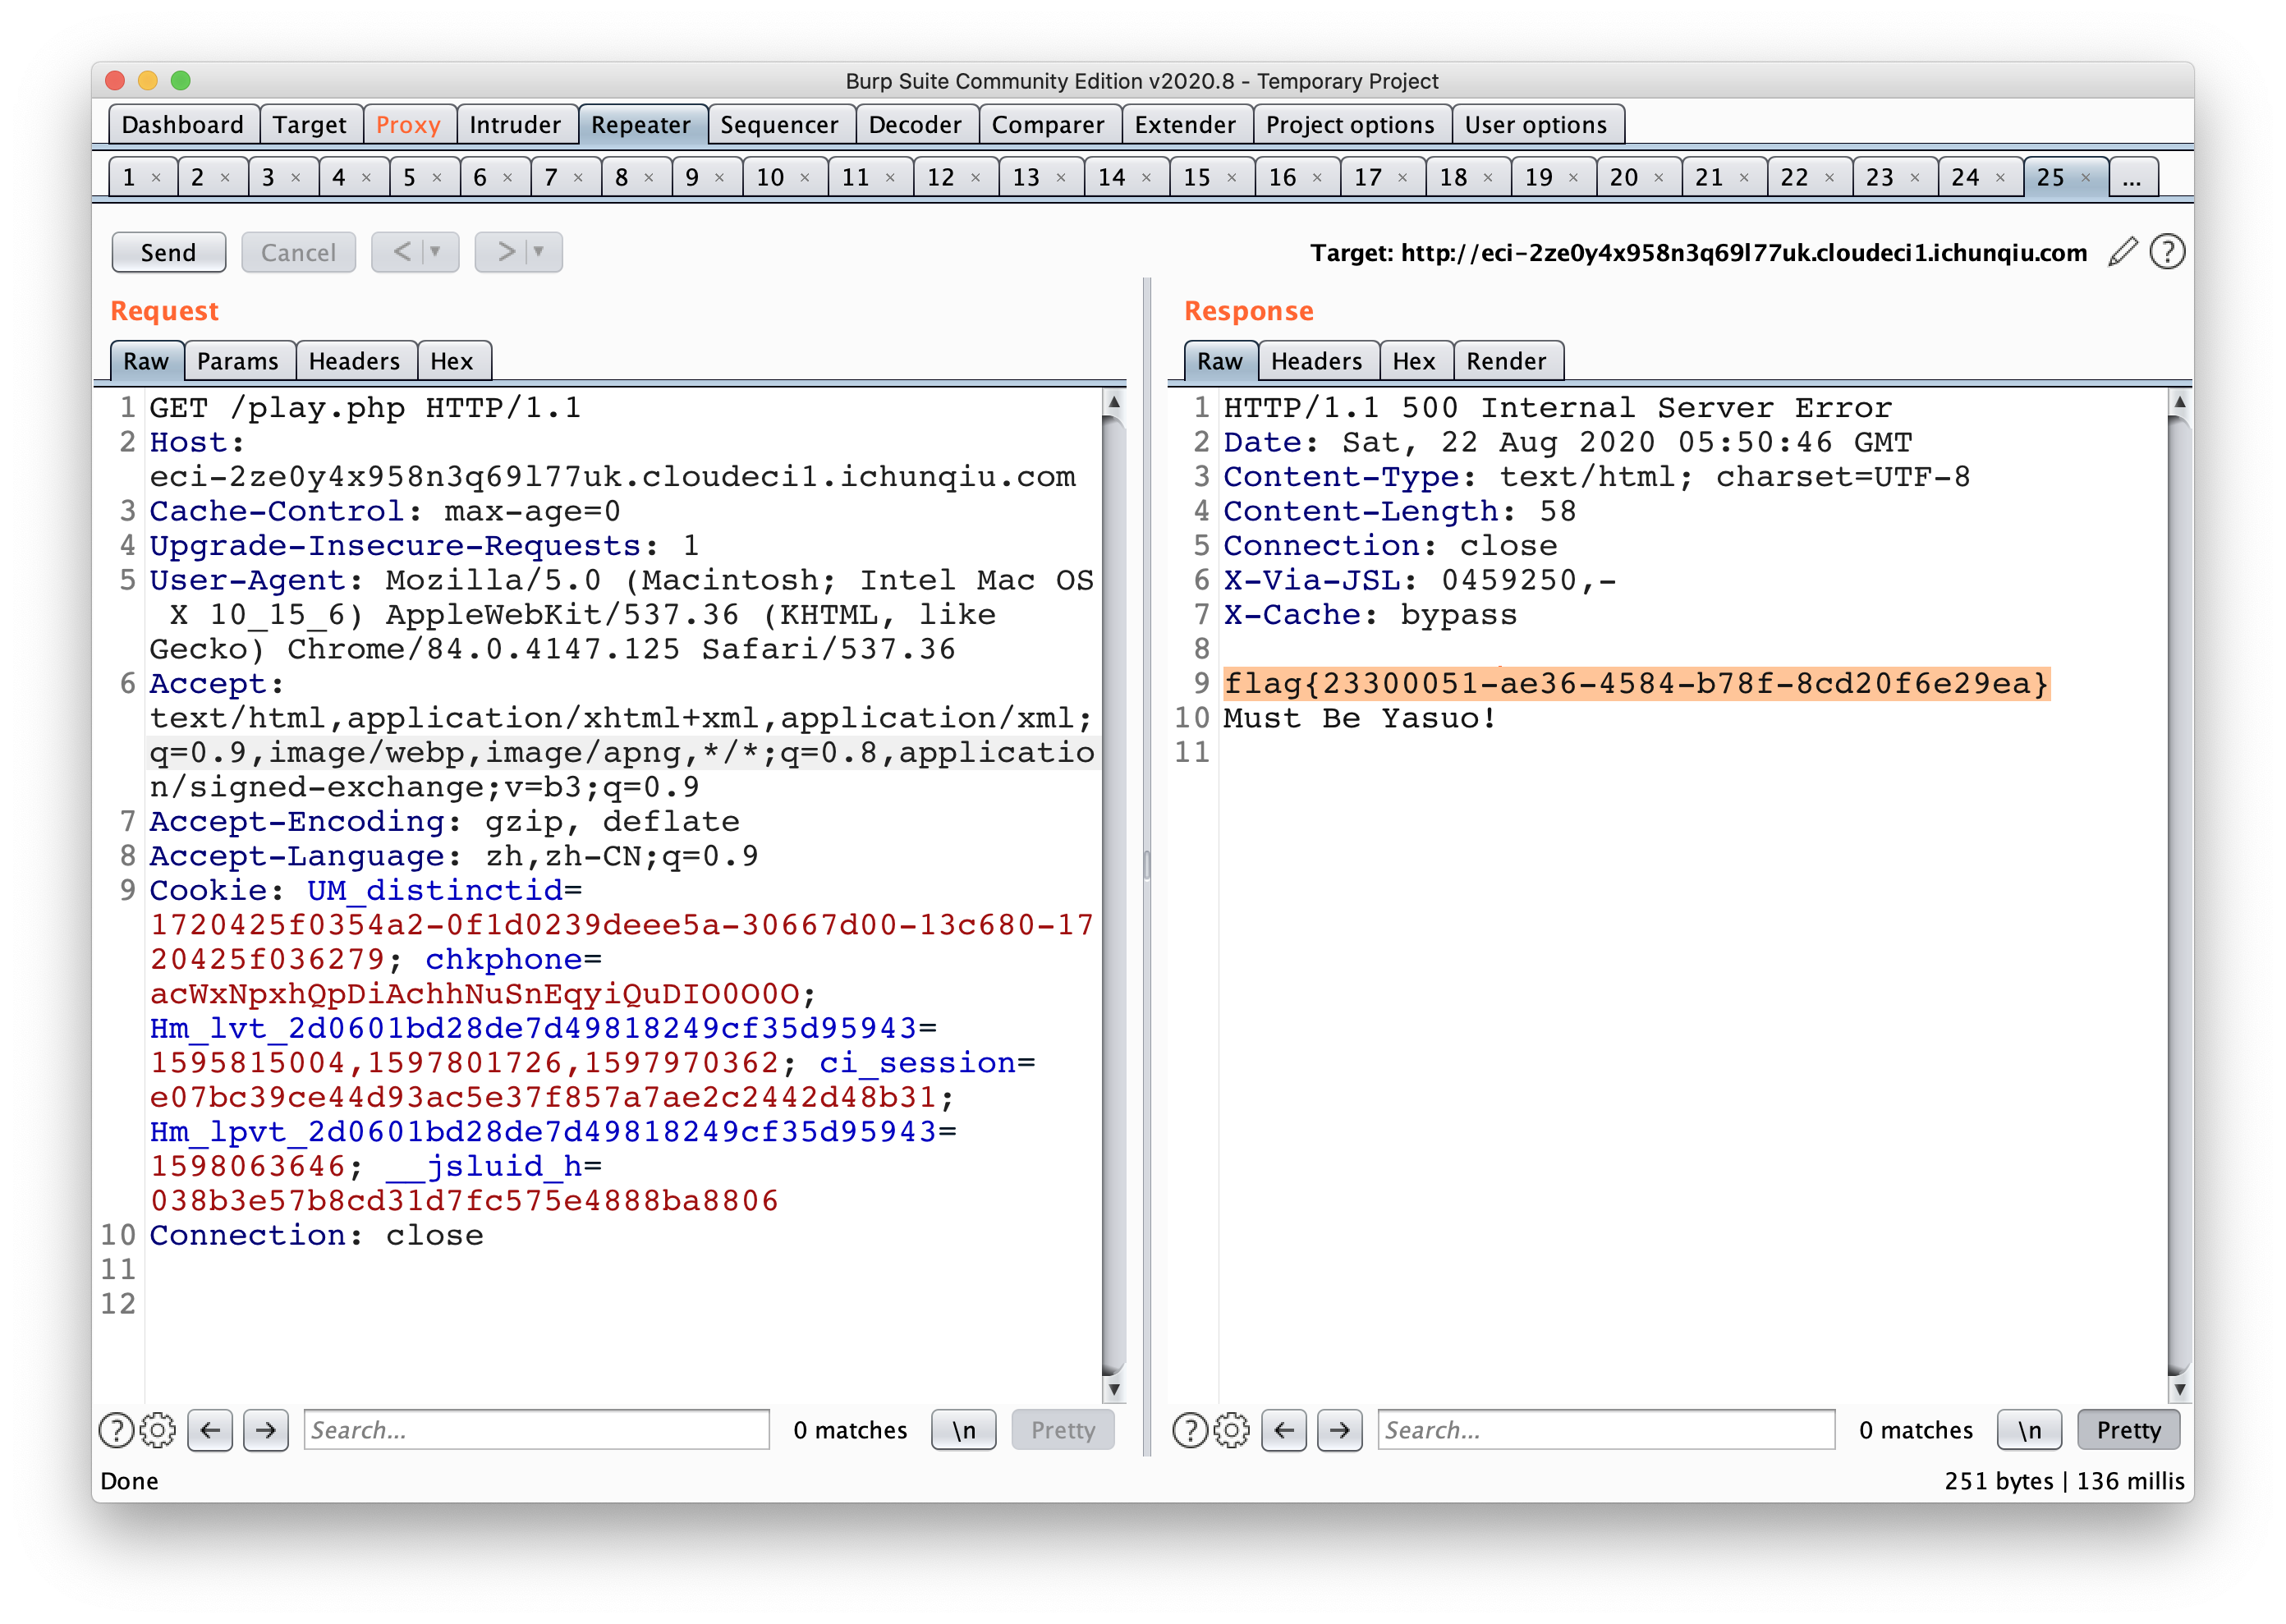 Burp Suite Community Edition v2020.8 - Temporary Project
Dashboard Target Proxy Intruder Repeater Sequencer Decoder Comparer Extender Project options User options
1 × 2 × 3 × 4 × 5 × 6 × 7 × 8 × 9 × 10 × 11 × 12 × 13 × 14 × 15 × 16 × 17 × 18 × 19 × 20 × 21 × 22 × 23 × 24 × 25 × ...
Send Cancel < > Target: http://eci-2ze0y4x958n3q69l77uk.cloudeci1.ichunqiu.com
Request
Raw Params Headers Hex
1 GET /play.php HTTP/1.1
2 Host:
eci-2ze0y4x958n3q69l77uk.cloudeci1.ichunqiu.com
3 Cache-Control: max-age=0
4 Upgrade-Insecure-Requests: 1
5 User-Agent: Mozilla/5.0 (Macintosh; Intel Mac OS
X 10_15_6) AppleWebKit/537.36 (KHTML, like
Gecko) Chrome/84.0.4147.125 Safari/537.36
6 Accept:
text/html,application/xhtml+xml,application/xml;
q=0.9,image/webp,image/apng,*/*;q=0.8,applicatio
n/signed-exchange;v=b3;q=0.9
7 Accept-Encoding: gzip, deflate
8 Accept-Language: zh,zh-CN;q=0.9
9 Cookie: UM_distinctid=
1720425f0354a2-0f1d0239deee5a-30667d00-13c680-17
20425f036279; chkphone=
acWxNpxhQpDiAchhNuSnEqyiQuDIO0O0O;
Hm_lvt_2d0601bd28de7d49818249cf35d95943=
1595815004,1597801726,1597970362; ci_session=
e07bc39ce44d93ac5e37f857a7ae2c2442d48b31;
Hm_lpvt_2d0601bd28de7d49818249cf35d95943=
1598063646; __jsluid_h=
038b3e57b8cd31d7fc575e4888ba8806
10 Connection: close
11
12
Search... 0 matches \n Pretty
Response
Raw Headers Hex Render
1 HTTP/1.1 500 Internal Server Error
2 Date: Sat, 22 Aug 2020 05:50:46 GMT
3 Content-Type: text/html; charset=UTF-8
4 Content-Length: 58
5 Connection: close
6 X-Via-JSL: 0459250,-
7 X-Cache: bypass
8
9 flag{23300051-ae36-4584-b78f-8cd20f6e29ea}
10 Must Be Yasuo!
11
Search... 0 matches \n Pretty
Done 251 bytes | 136 millis